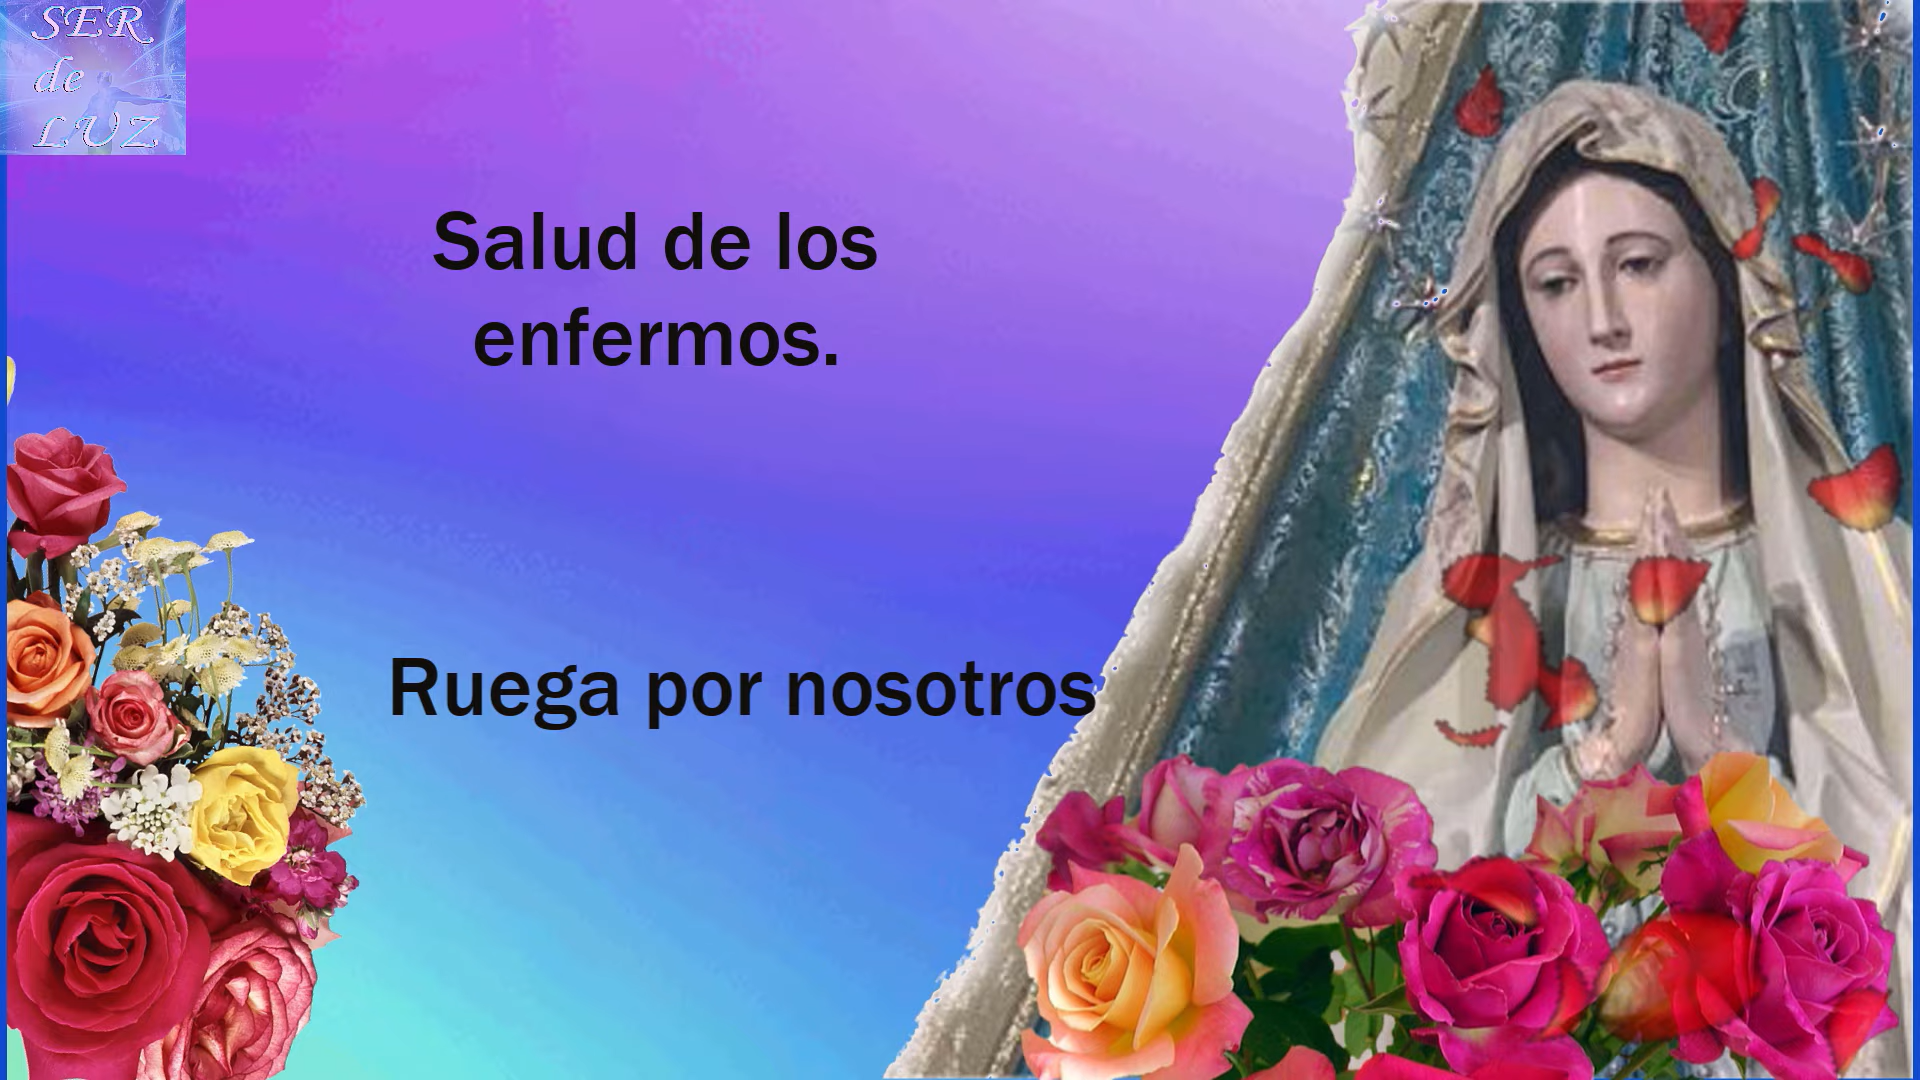 SER
de
LUZ
Salud de los
enfermos.
Ruega por nosotros